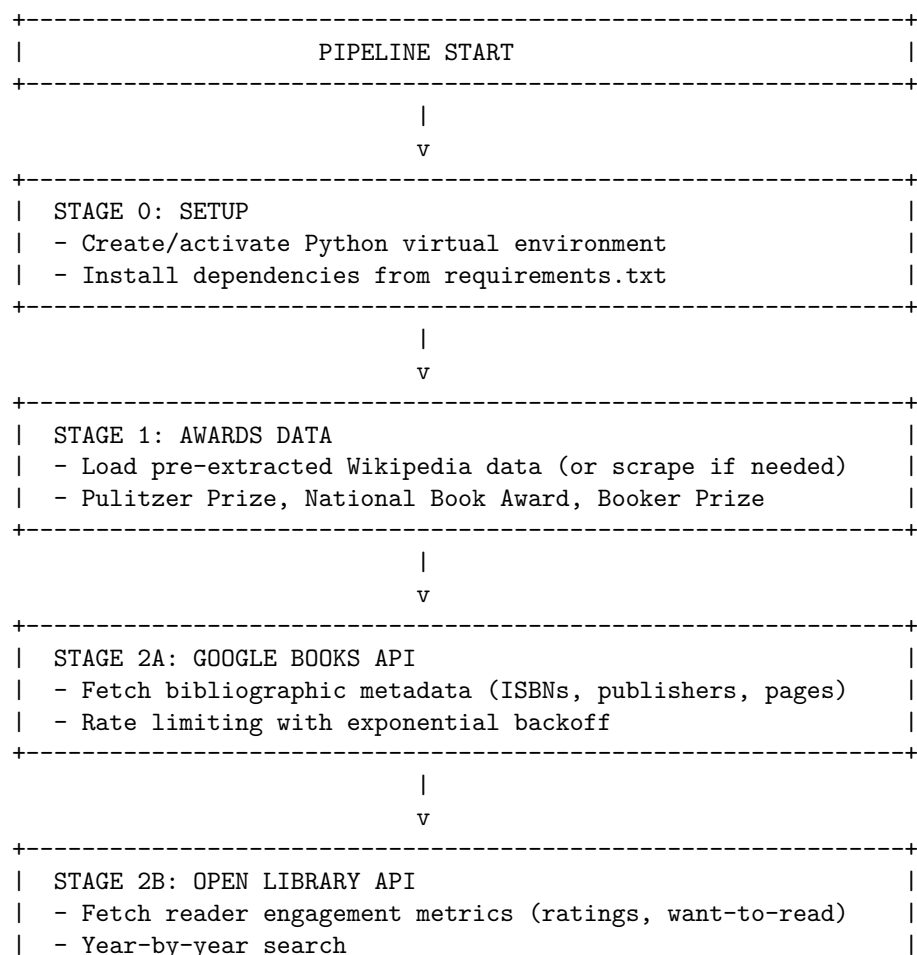 +---------------------------------------------------------------+
|                     PIPELINE START                            |
+---------------------------------------------------------------+
                             |
                             v
+---------------------------------------------------------------+
|  STAGE 0: SETUP                                               |
|  - Create/activate Python virtual environment                 |
|  - Install dependencies from requirements.txt                 |
+---------------------------------------------------------------+
                             |
                             v
+---------------------------------------------------------------+
|  STAGE 1: AWARDS DATA                                         |
|  - Load pre-extracted Wikipedia data (or scrape if needed)    |
|  - Pulitzer Prize, National Book Award, Booker Prize          |
+---------------------------------------------------------------+
                             |
                             v
+---------------------------------------------------------------+
|  STAGE 2A: GOOGLE BOOKS API                                   |
|  - Fetch bibliographic metadata (ISBNs, publishers, pages)    |
|  - Rate limiting with exponential backoff                     |
+---------------------------------------------------------------+
                             |
                             v
+---------------------------------------------------------------+
|  STAGE 2B: OPEN LIBRARY API                                   |
|  - Fetch reader engagement metrics (ratings, want-to-read)    |
|  - Year-by-year search                                        |